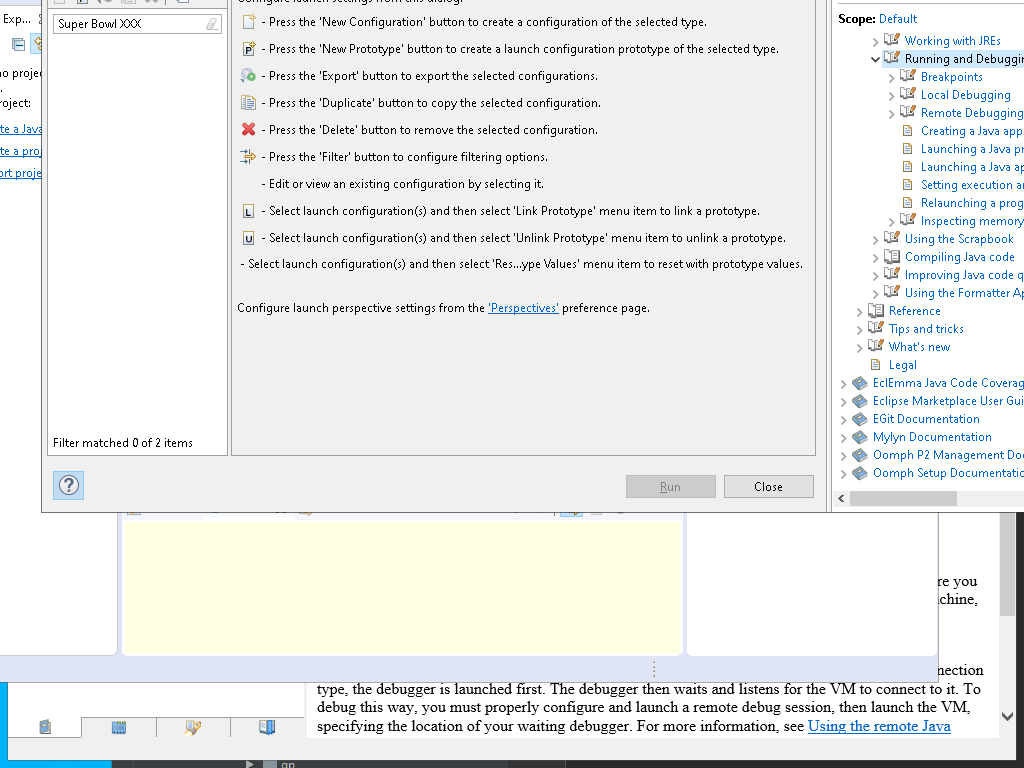 Exp...
Super Bowl XXX
Configure launch settings from this dialog:
- Press the 'New Configuration' button to create a configuration of the selected type.
- Press the 'New Prototype' button to create a launch configuration prototype of the selected type.
- Press the 'Export' button to export the selected configurations.
- Press the 'Duplicate' button to copy the selected configuration.
- Press the 'Delete' button to remove the selected configuration.
- Press the 'Filter' button to configure filtering options.
- Edit or view an existing configuration by selecting it.
- Select launch configuration(s) and then select 'Link Prototype' menu item to link a prototype.
- Select launch configuration(s) and then select 'Unlink Prototype' menu item to unlink a prototype.
- Select launch configuration(s) and then select 'Res...ype Values' menu item to reset with prototype values.
Configure launch perspective settings from the 'Perspectives' preference page.
Filter matched 0 of 2 items
Run
Close
no proje
roject:
te a Java
te a pro
ort proje
Scope: Default
Working with JREs
Running and Debuggin
Breakpoints
Local Debugging
Remote Debugging
Creating a Java app
Launching a Java pr
Launching a Java ap
Setting execution a
Relaunching a prog
Inspecting memory
Using the Scrapbook
Compiling Java code
Improving Java code q
Using the Formatter Ap
Reference
Tips and tricks
What's new
Legal
EclEmma Java Code Coverag
Eclipse Marketplace User Gui
EGit Documentation
Mylyn Documentation
Oomph P2 Management Doc
Oomph Setup Documentatic
re you
chine,
nection
type, the debugger is launched first. The debugger then waits and listens for the VM to connect to it. To
debug this way, you must properly configure and launch a remote debug session, then launch the VM,
specifying the location of your waiting debugger. For more information, see Using the remote Java